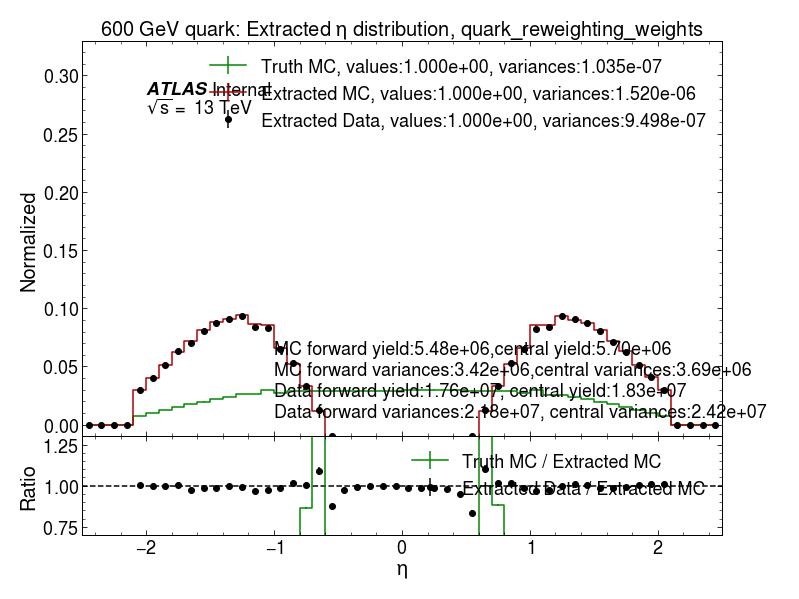 600 GeV quark: Extracted η distribution, quark_reweighting_weights
Truth MC, values:1.000e+00, variances:1.035e-07
ATLAS Internal
Extracted MC, values:1.000e+00, variances:1.520e-06
√s = 13 TeV
Extracted Data, values:1.000e+00, variances:9.498e-07
Normalized
0.30
0.25
0.20
0.15
0.10
0.05
0.00
MC forward yield:5.48e+06,central yield:5.70e+06
MC forward variances:3.42e+06,central variances:3.69e+06
Data forward yield:1.76e+07, central yield:1.83e+07
Data forward variances:2.18e+07, central variances:2.42e+07
Ratio
1.25
1.00
0.75
Truth MC / Extracted MC
Extracted Data / Extracted MC
−2 −1 0 1 2
η